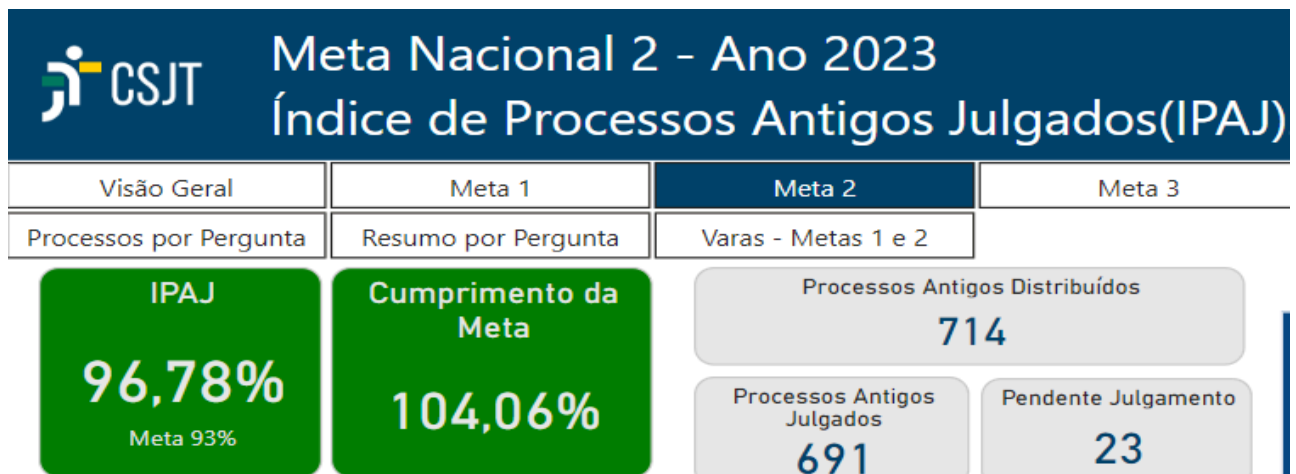 CSJT
Meta Nacional 2 - Ano 2023
Índice de Processos Antigos Julgados(IPAJ)
Visão Geral
Meta 1
Meta 2
Meta 3
Processos por Pergunta
Resumo por Pergunta
Varas - Metas 1 e 2
IPAJ
96,78%
Meta 93%
Cumprimento da
Meta
104,06%
Processos Antigos Distribuídos
714
Processos Antigos
Julgados
691
Pendente Julgamento
23